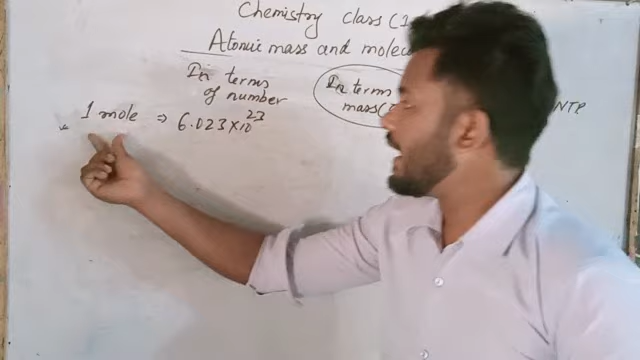 Chemistry class (1
Atomic mass and molec
In terms of number
In terms mass(
NTP
1 mole ⇒ 6.023×10²³